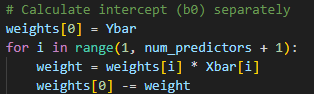 # Calculate intercept (b0) separately
weights[0] = Ybar
for i in range(1, num_predictors + 1):
    weight = weights[i] * Xbar[i]
    weights[0] -= weight